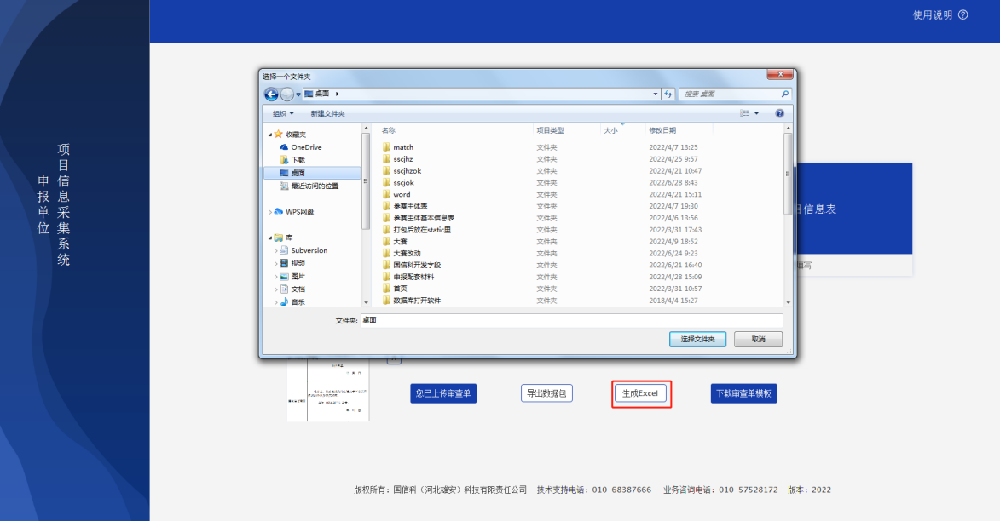 使用说明
项目信息采集系统
申报单位
选择一个文件夹
桌面
搜索 桌面
组织
新建文件夹
名称 项目类型 大小 修改日期
收藏夹
OneDrive
下载
桌面
最近访问的位置
WPS网盘
库
Subversion
视频
图片
文档
音乐
match 文件夹 2022/4/7 13:25
sscjhz 文件夹 2022/4/25 9:57
sscjhzok 文件夹 2022/4/21 10:47
sscjok 文件夹 2022/6/28 8:43
word 文件夹 2022/4/21 15:11
参赛主体表 文件夹 2022/4/7 19:30
参赛主体基本信息表 文件夹 2022/4/6 13:56
打包后放在static里 文件夹 2022/3/31 17:43
大赛 文件夹 2022/4/9 18:52
大赛改动 文件夹 2022/6/24 9:23
国信科开发字段 文件夹 2022/6/21 16:40
申报配套材料 文件夹 2022/4/28 15:09
首页 文件夹 2022/3/31 10:57
数据库打开软件 文件夹 2018/4/4 15:27
文件夹: 桌面
选择文件夹 取消
目信息表
填写
您已上传审查单 导出数据包 生成Excel 下载审查单模板
版权所有：国信科（河北雄安）科技有限责任公司 技术支持电话：010-68387666 业务咨询电话：010-57528172 版本：2022